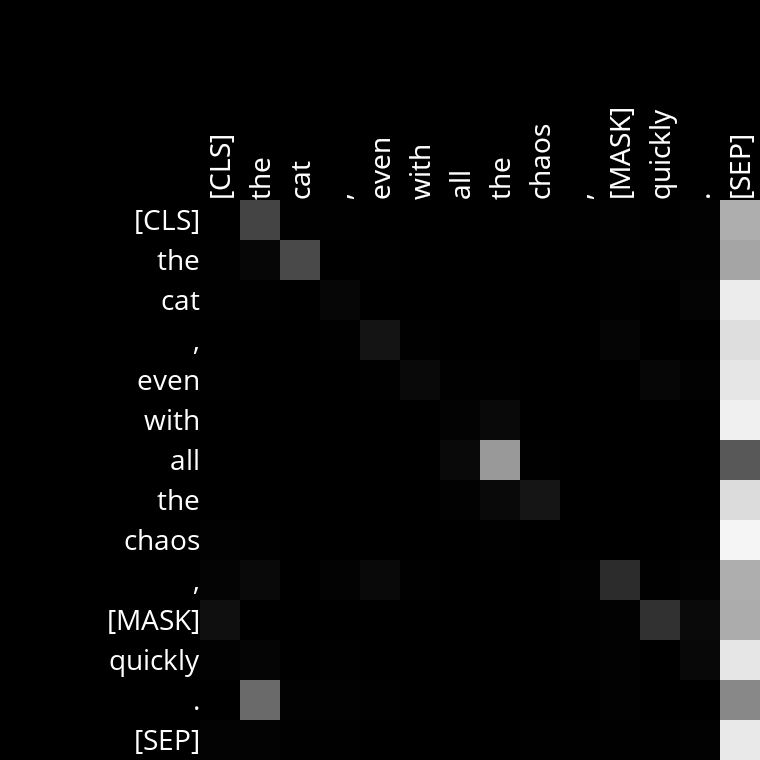 [CLS] the cat , even with all the chaos , [MASK] quickly . [SEP]
[CLS]
the
cat
,
even
with
all
the
chaos
,
[MASK]
quickly
.
[SEP]